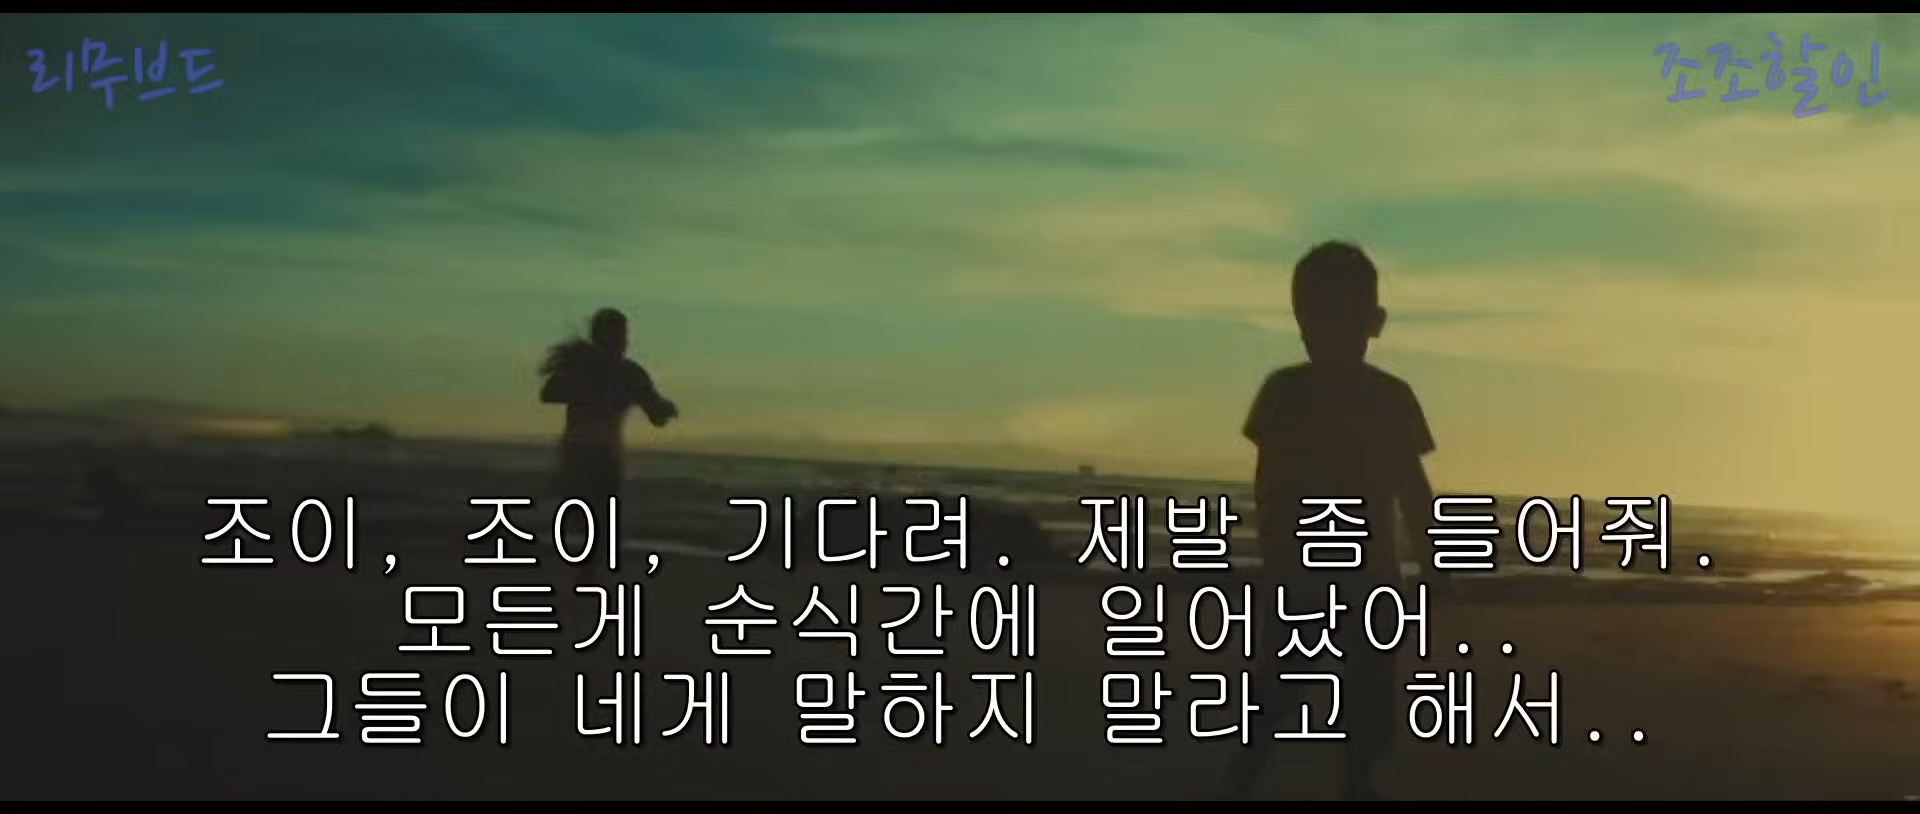 리무브드
조조할인
조이, 조이, 기다려. 제발 좀 들어줘.
모든게 순식간에 일어났어..
그들이 네게 말하지 말라고 해서..